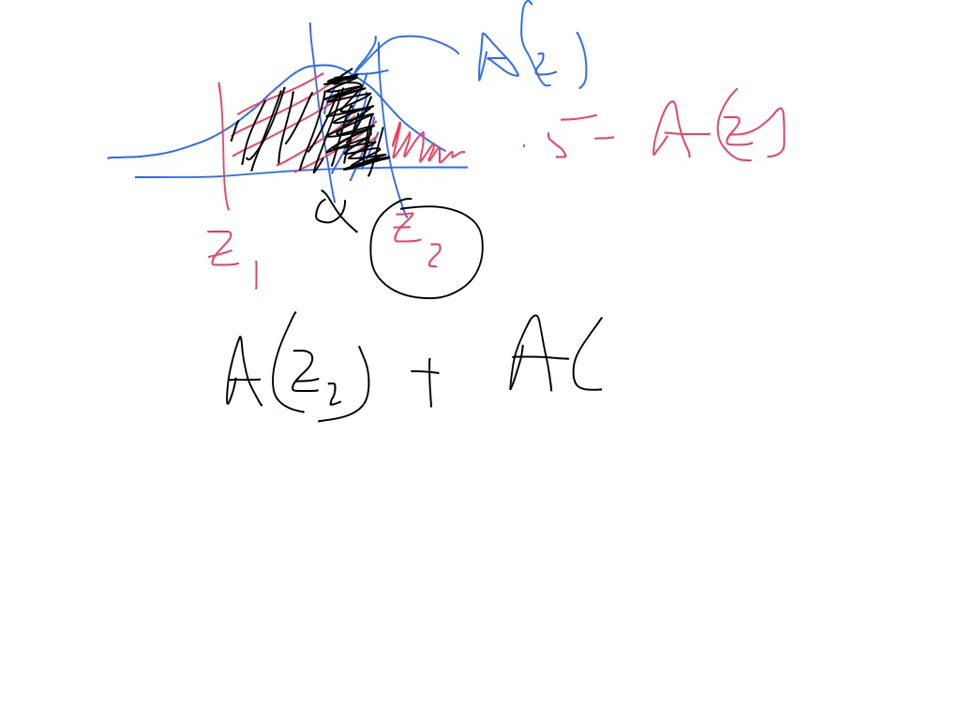 A(z)
.5 - A(z)
α
z₂
z₁
A(z₂) + A(